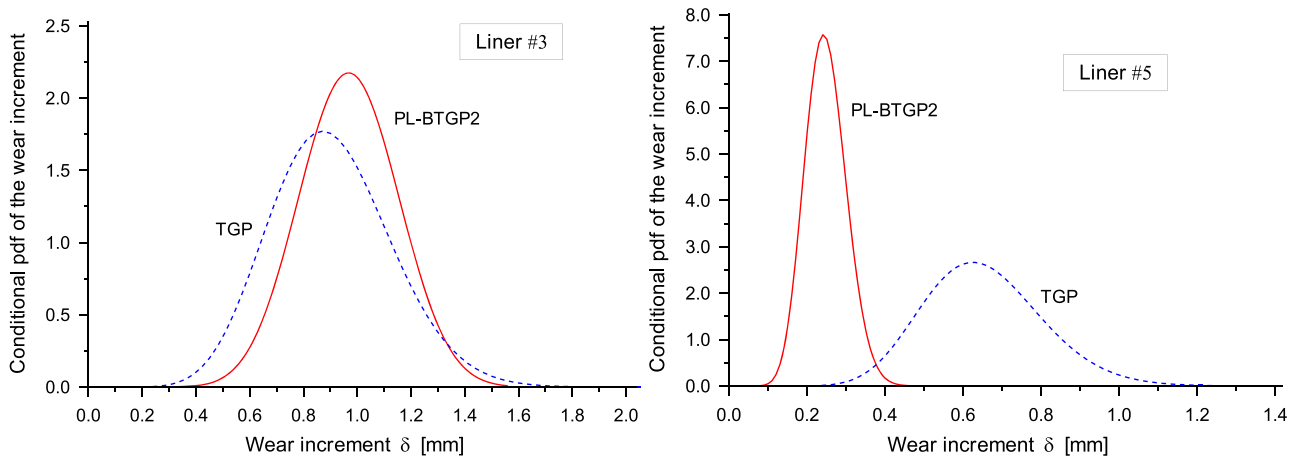 Conditional pdf of the wear increment
2.5
2.0
1.5
1.0
0.5
0.0
Liner #3
PL-BTGP2
TGP
0.0 0.2 0.4 0.6 0.8 1.0 1.2 1.4 1.6 1.8 2.0
Wear increment δ [mm]
Conditional pdf of the wear increment
8.0
7.0
6.0
5.0
4.0
3.0
2.0
1.0
0.0
Liner #5
PL-BTGP2
TGP
0.0 0.2 0.4 0.6 0.8 1.0 1.2 1.4
Wear increment δ [mm]